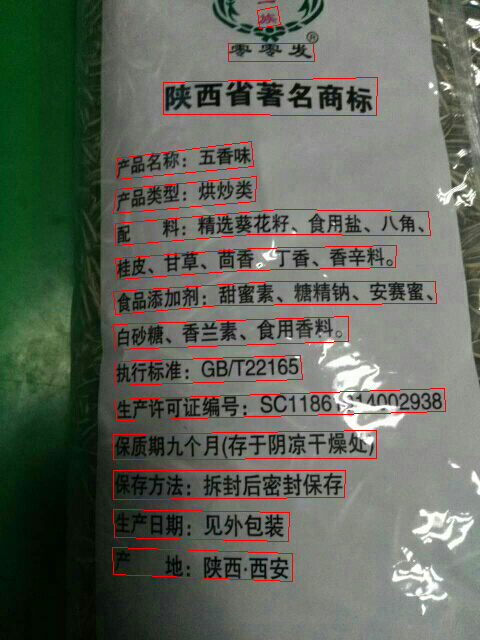 一族
零零发®
陕西省著名商标
产品名称：五香味
产品类型：烘炒类
配　料：精选葵花籽、食用盐、八角、
桂皮、甘草、茴香、丁香、香辛料。
食品添加剂：甜蜜素、糖精钠、安赛蜜、
白砂糖、香兰素、食用香料。
执行标准：GB/T22165
生产许可证编号：
保质期九个月(存于阴凉干燥处)
保存方法：拆封后密封保存
生产日期：见外包装
产　地：陕西·西安